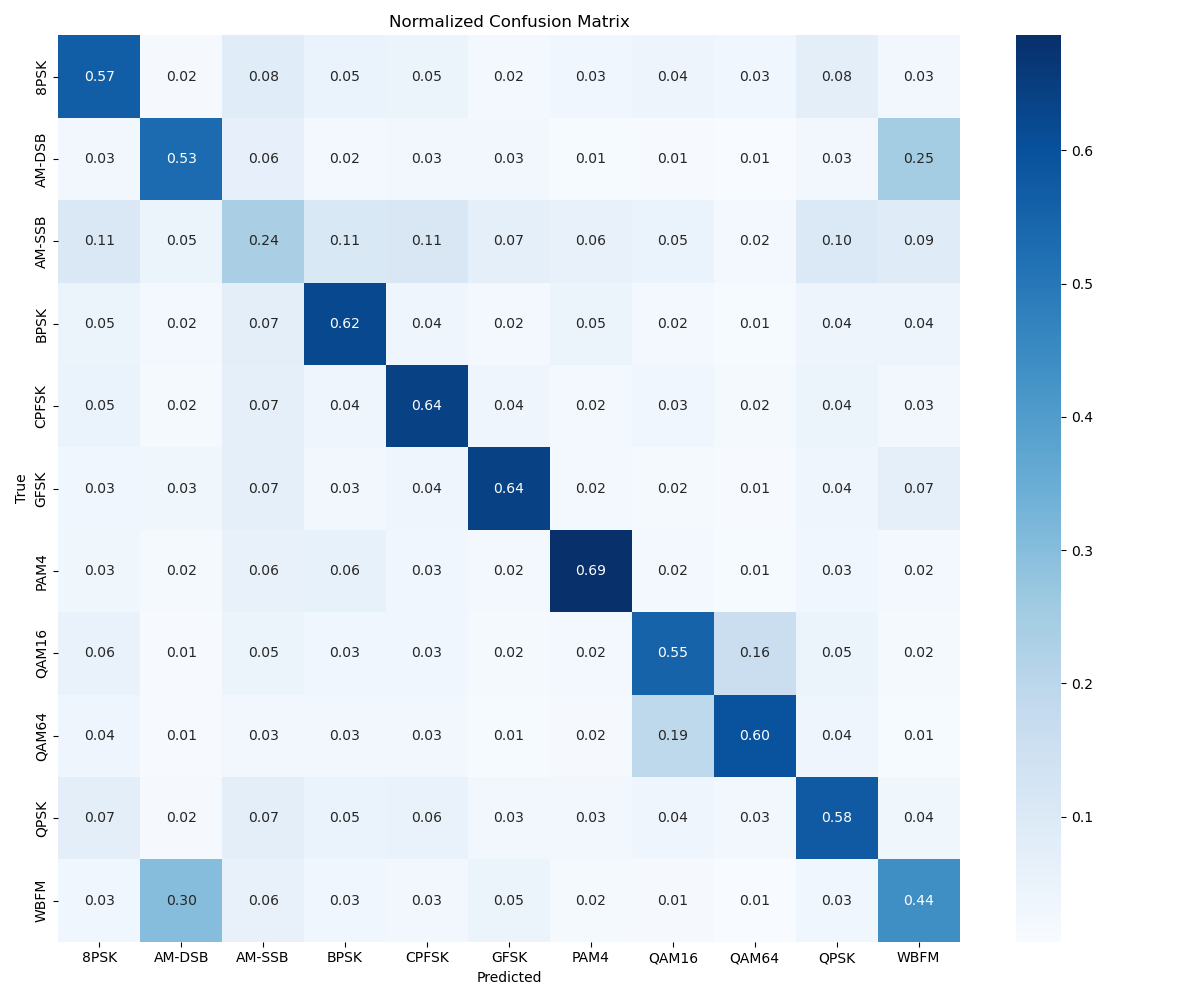 Normalized Confusion Matrix
True
8PSK 0.57 0.02 0.08 0.05 0.05 0.02 0.03 0.04 0.03 0.08 0.03
AM-DSB 0.03 0.53 0.06 0.02 0.03 0.03 0.01 0.01 0.01 0.03 0.25
AM-SSB 0.11 0.05 0.24 0.11 0.11 0.07 0.06 0.05 0.02 0.10 0.09
BPSK 0.05 0.02 0.07 0.62 0.04 0.02 0.05 0.02 0.01 0.04 0.04
CPFSK 0.05 0.02 0.07 0.04 0.64 0.04 0.02 0.03 0.02 0.04 0.03
GFSK 0.03 0.03 0.07 0.03 0.04 0.64 0.02 0.02 0.01 0.04 0.07
PAM4 0.03 0.02 0.06 0.06 0.03 0.02 0.69 0.02 0.01 0.03 0.02
QAM16 0.06 0.01 0.05 0.03 0.03 0.02 0.02 0.55 0.16 0.05 0.02
QAM64 0.04 0.01 0.03 0.03 0.03 0.01 0.02 0.19 0.60 0.04 0.01
QPSK 0.07 0.02 0.07 0.05 0.06 0.03 0.03 0.04 0.03 0.58 0.04
WBFM 0.03 0.30 0.06 0.03 0.03 0.05 0.02 0.01 0.01 0.03 0.44
8PSK AM-DSB AM-SSB BPSK CPFSK GFSK PAM4 QAM16 QAM64 QPSK WBFM
Predicted
0.6
0.5
0.4
0.3
0.2
0.1